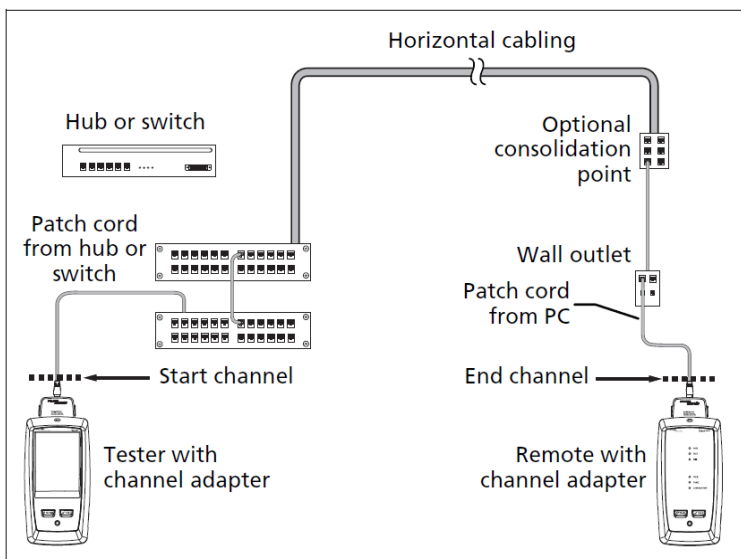 Horizontal cabling
Hub or switch
Optional
consolidation
point
Patch cord
from hub or
switch
Wall outlet
Patch cord
from PC
Start channel
End channel
Tester with
channel adapter
Remote with
channel adapter